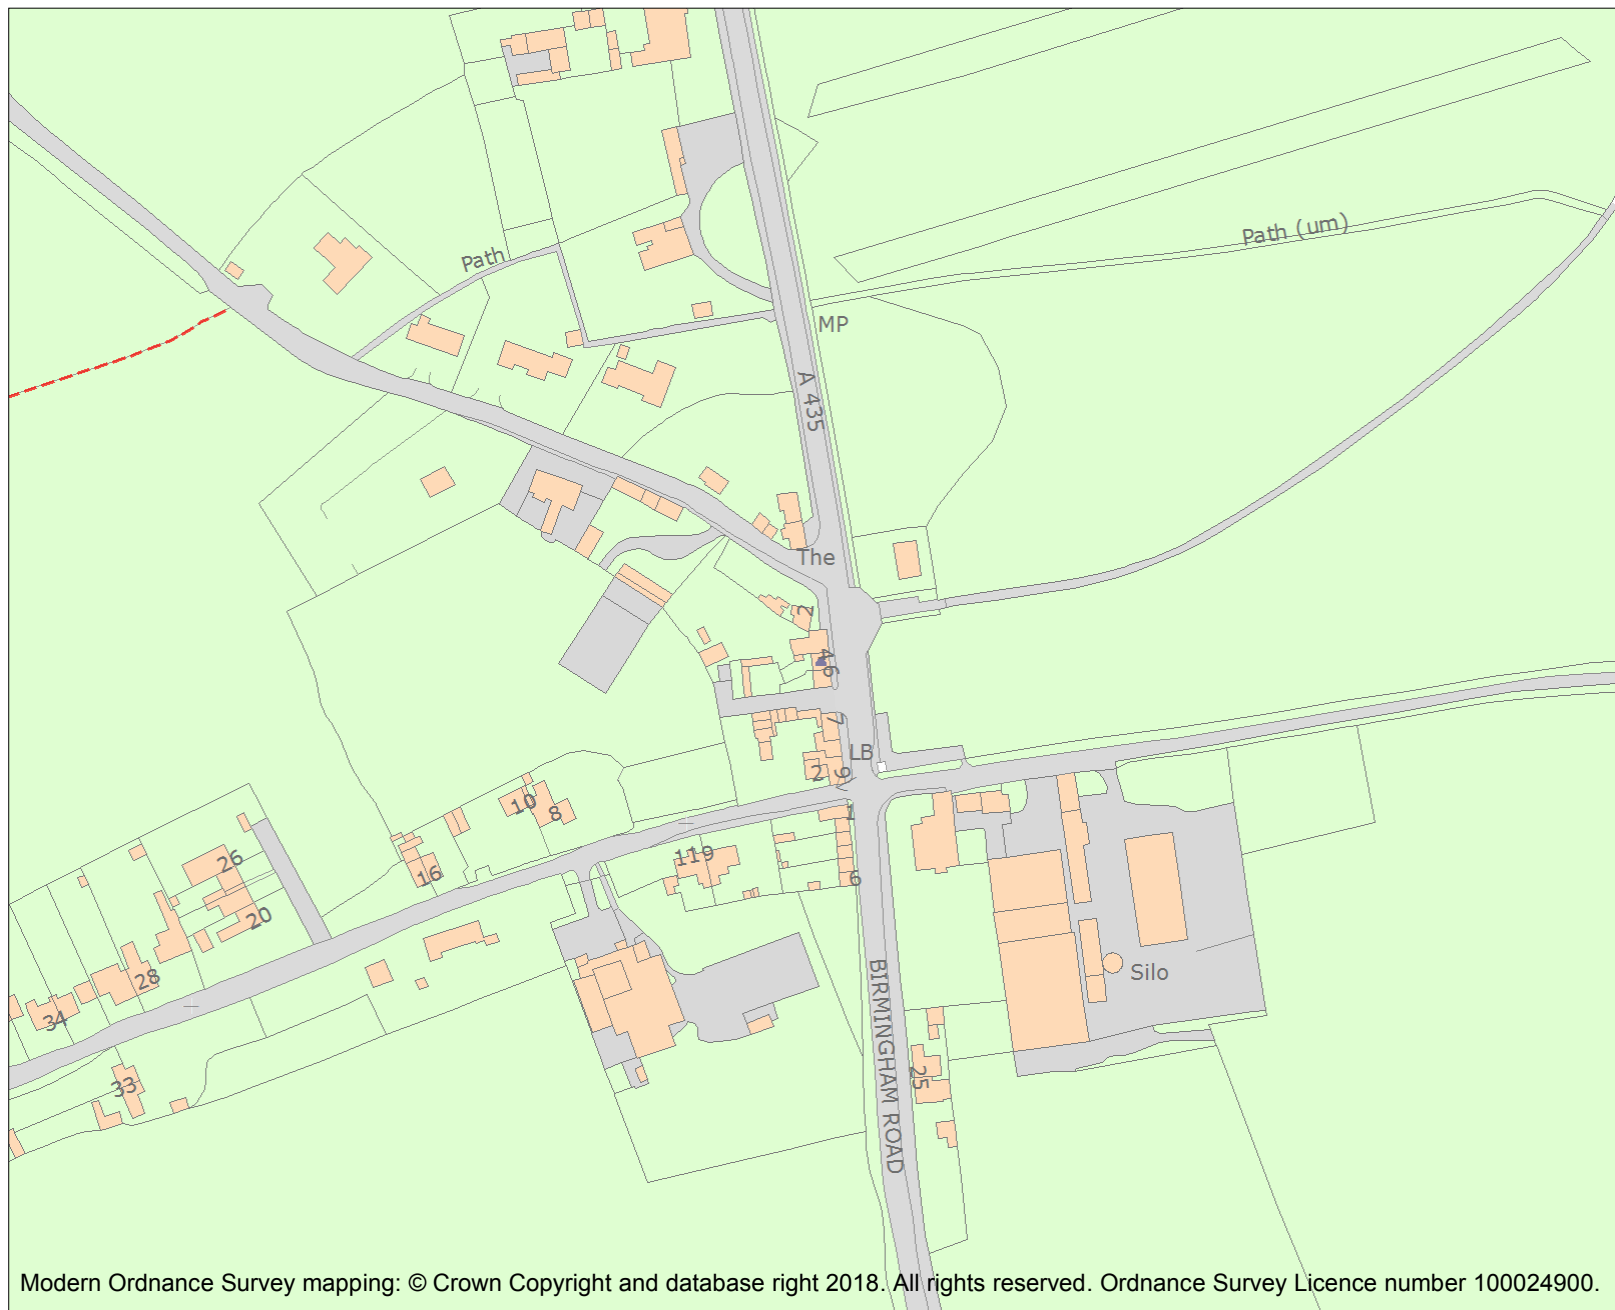 Path
Path (um)
MP
A 435
The
2
4
6
7
LB
2
9
1
10
8
119
26
16
6
20
BIRMINGHAM ROAD
Silo
28
34
25
33
Modern Ordnance Survey mapping: © Crown Copyright and database right 2018. All rights reserved. Ordnance Survey Licence number 100024900.